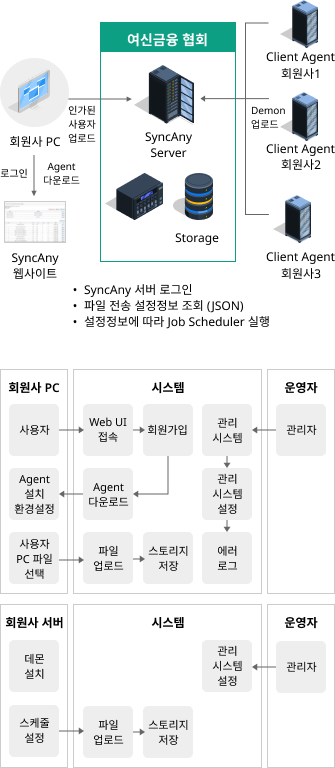 여신금융 협회
Client Agent
회원사1
인가된
사용자
업로드
Demon
업로드
회원사 PC
SyncAny
Server
Client Agent
회원사2
로그인
Agent
다운로드
SyncAny
웹사이트
Storage
Client Agent
회원사3
• SyncAny 서버 로그인
• 파일 전송 설정정보 조회 (JSON)
• 설정정보에 따라 Job Scheduler 실행
회원사 PC
시스템
운영자
사용자
Web UI
접속
회원가입
관리
시스템
관리자
Agent
설치
환경설정
Agent
다운로드
관리
시스템
설정
사용자
PC 파일
선택
파일
업로드
스토리지
저장
에러
로그
회원사 서버
시스템
운영자
데몬
설치
관리
시스템
설정
관리자
스케줄
설정
파일
업로드
스토리지
저장